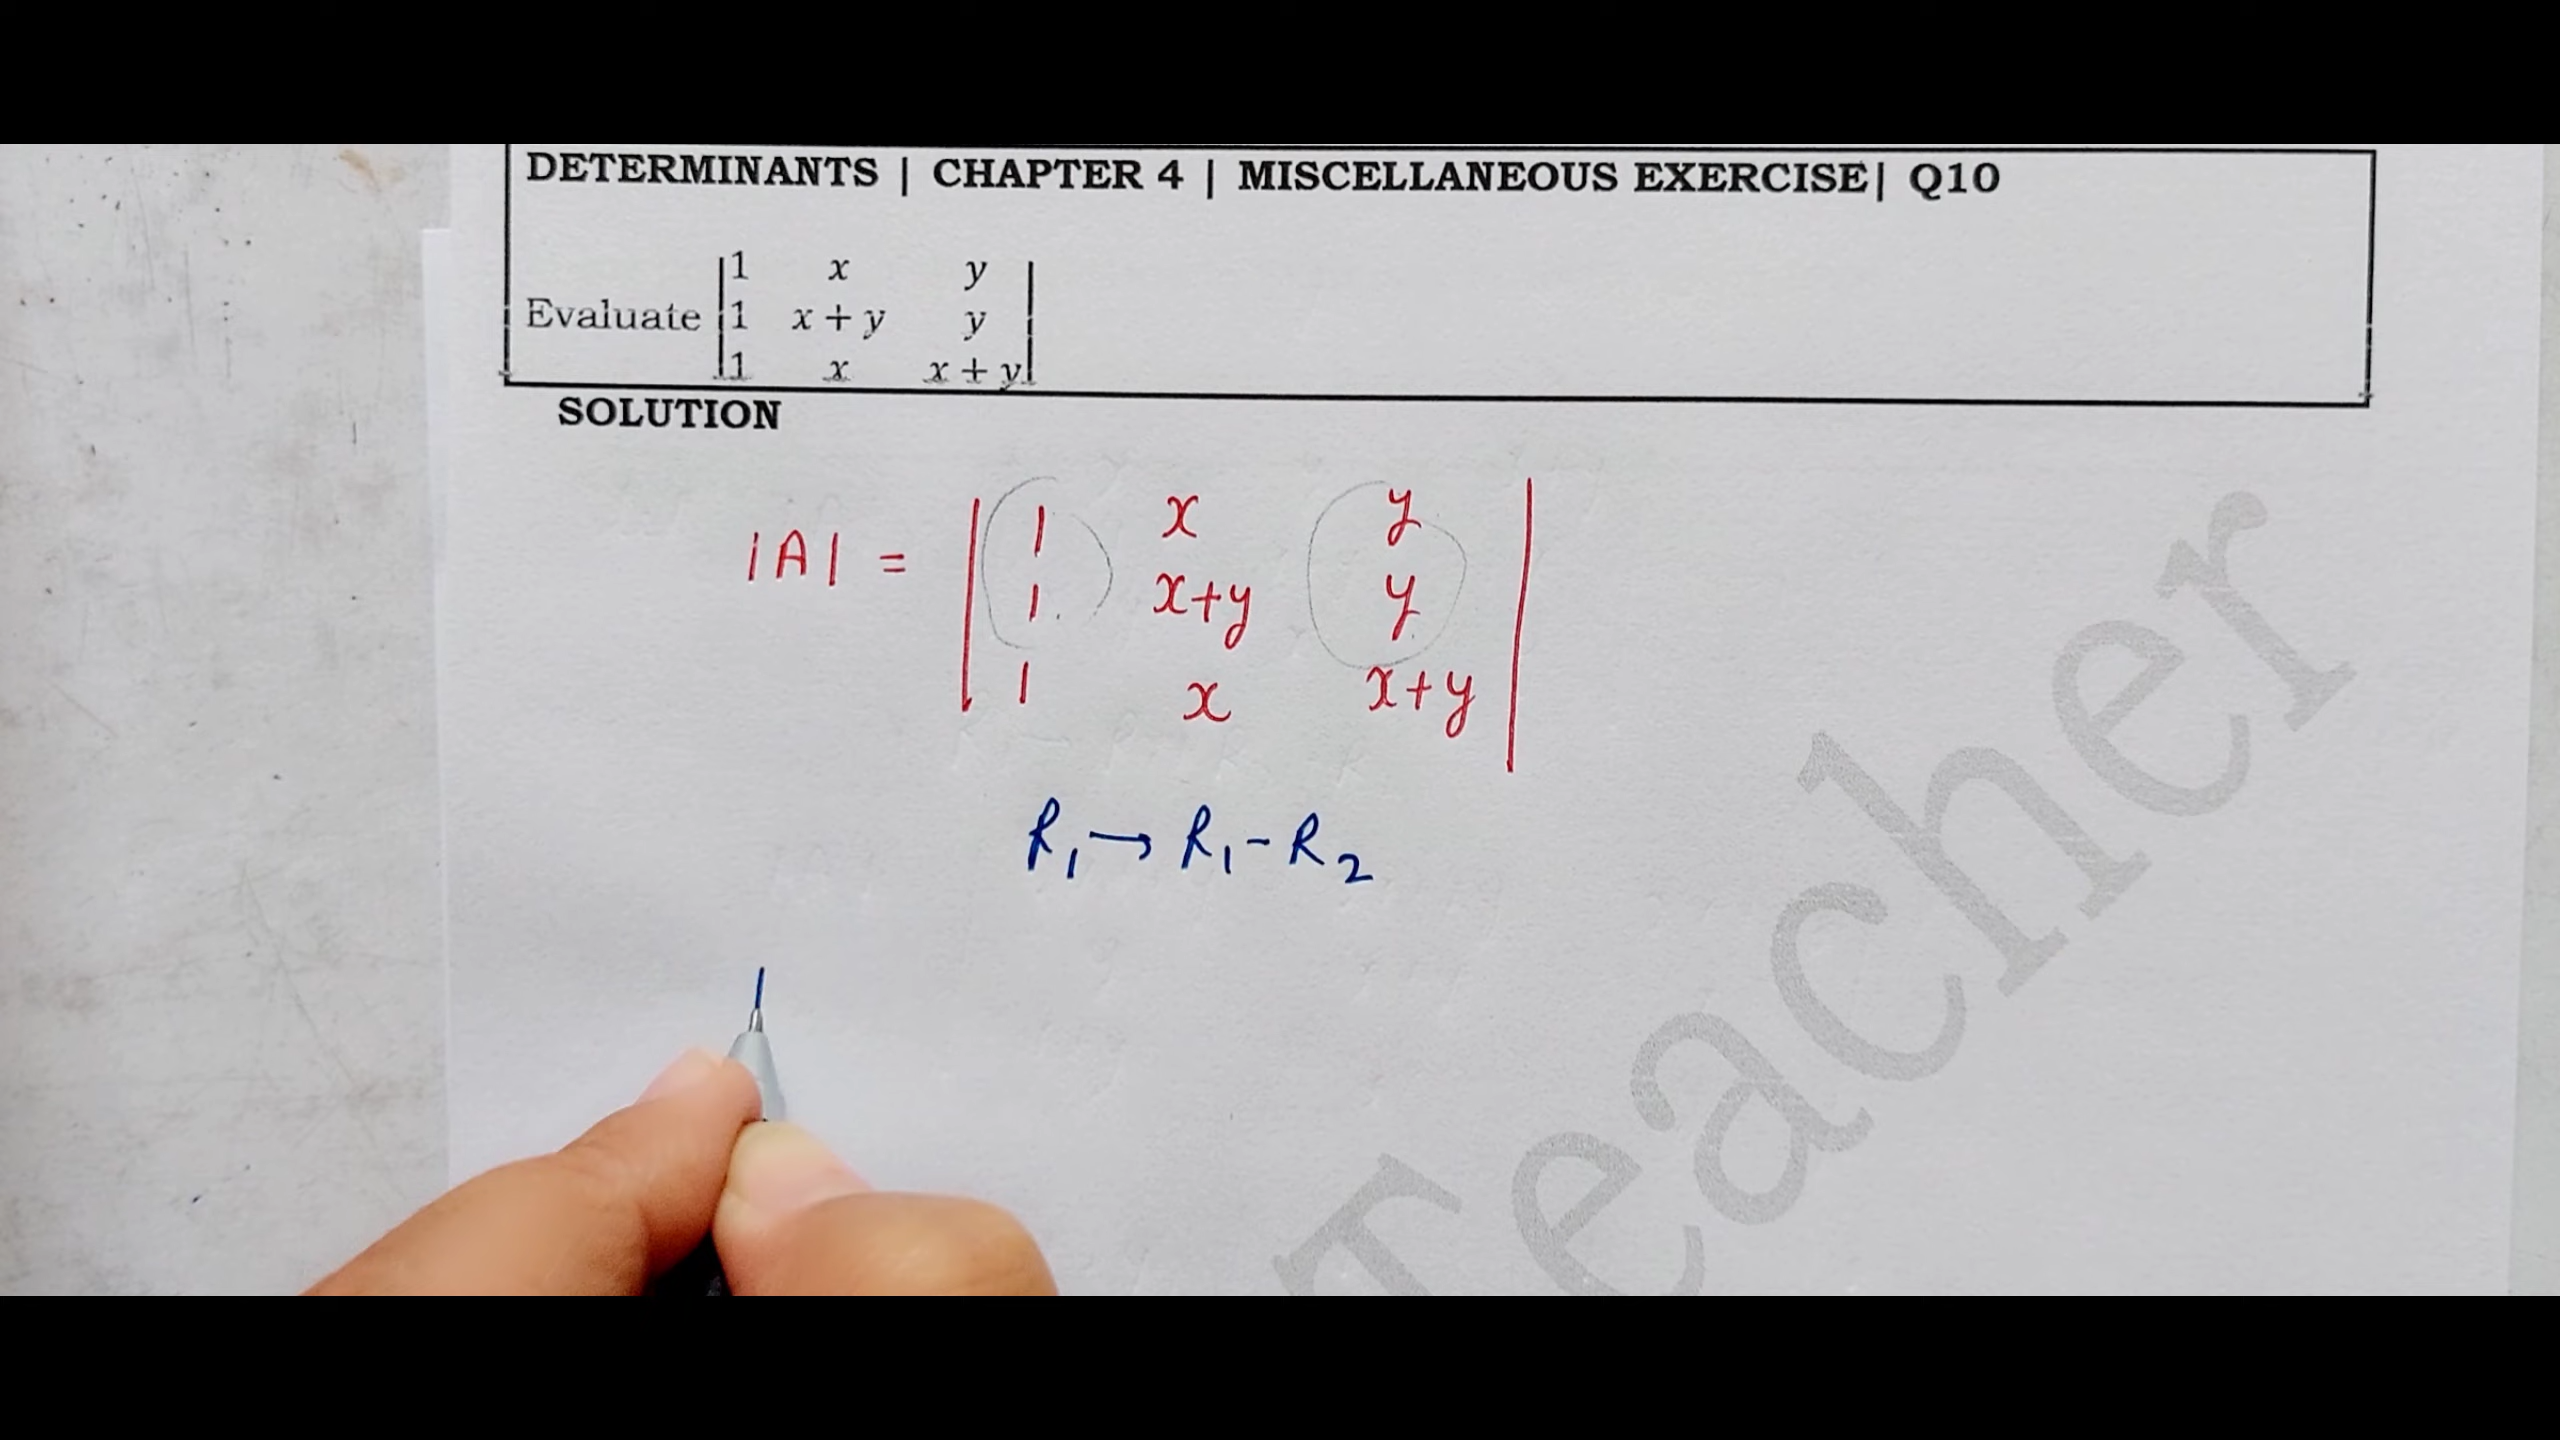 DETERMINANTS | CHAPTER 4 | MISCELLANEOUS EXERCISE| Q10
1 x y
Evaluate |1 x + y y|
1 x x + y
SOLUTION
1 x y
|A| = | 1 x+y y |
1 x x+y
R₁→ R₁ - R₂
Teacher